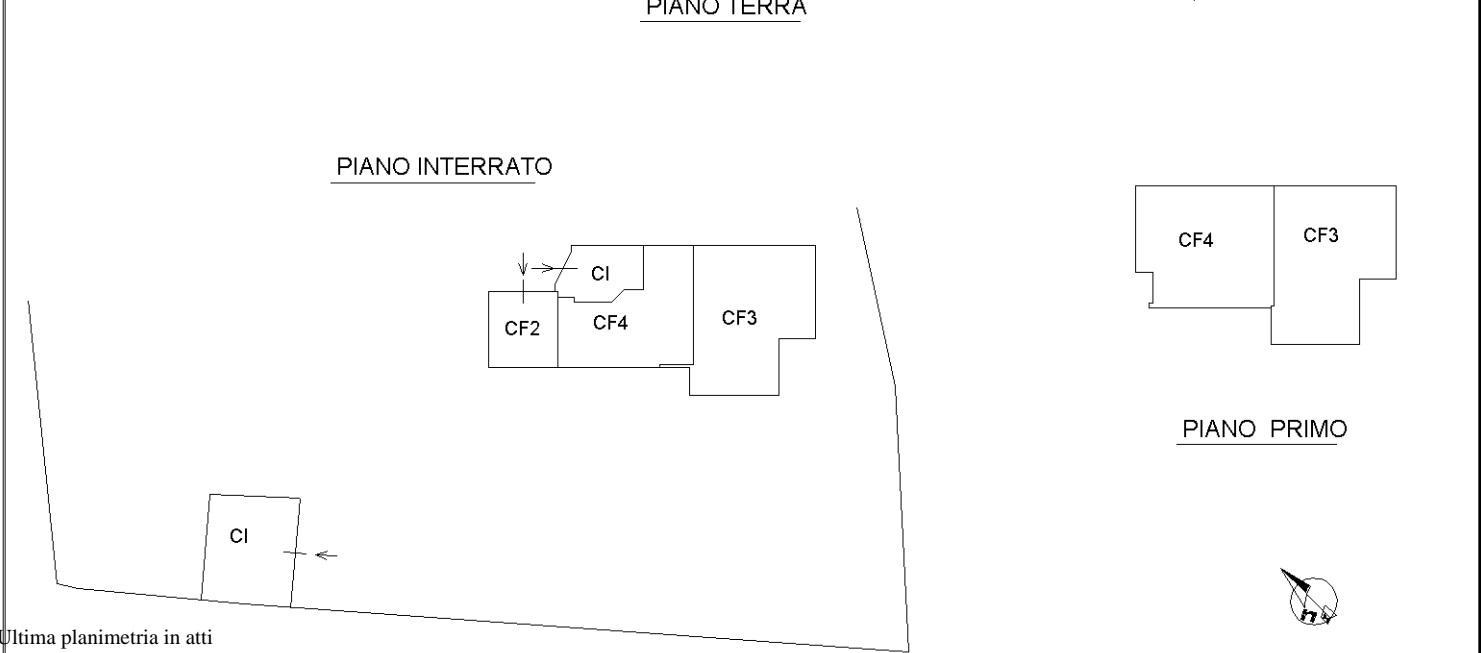 PIANO TERRA
PIANO INTERRATO
CF4
CF3
CI
CF2
CF4
CF3
PIANO PRIMO
CI
Ultima planimetria in atti